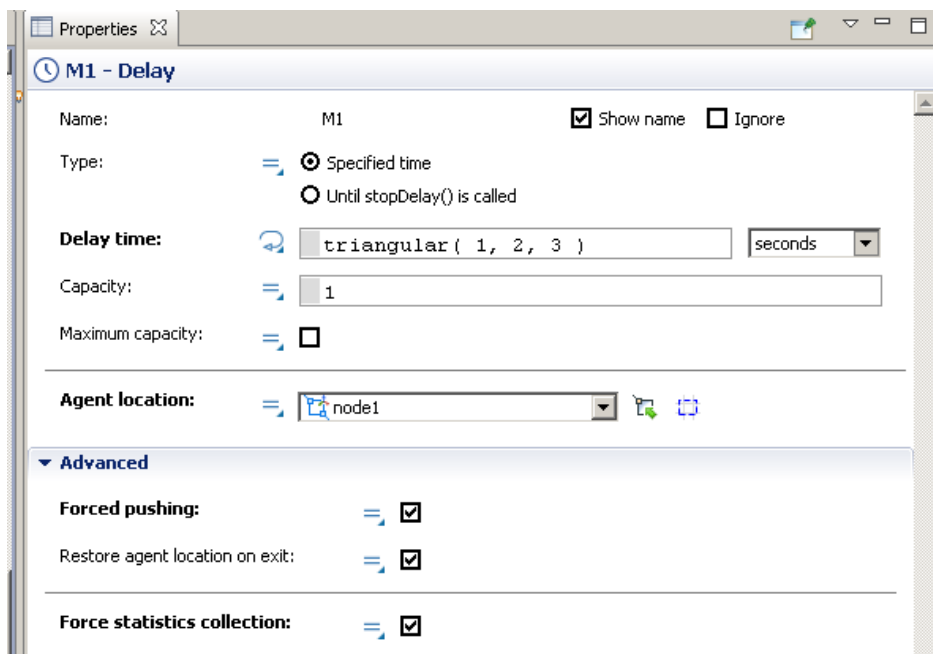 Properties
M1 - Delay
Name: M1 Show name Ignore
Type: Specified time
Until stopDelay() is called
Delay time: triangular( 1, 2, 3 ) seconds
Capacity: 1
Maximum capacity:
Agent location: node1
Advanced
Forced pushing:
Restore agent location on exit:
Force statistics collection: